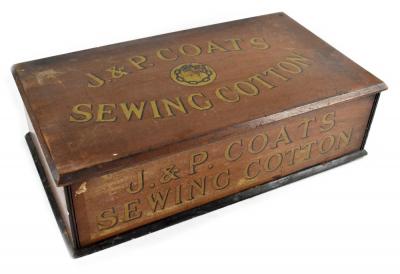 J. & P. COATS
SEWING COTTON
J. & P. COATS
SEWING COTTON